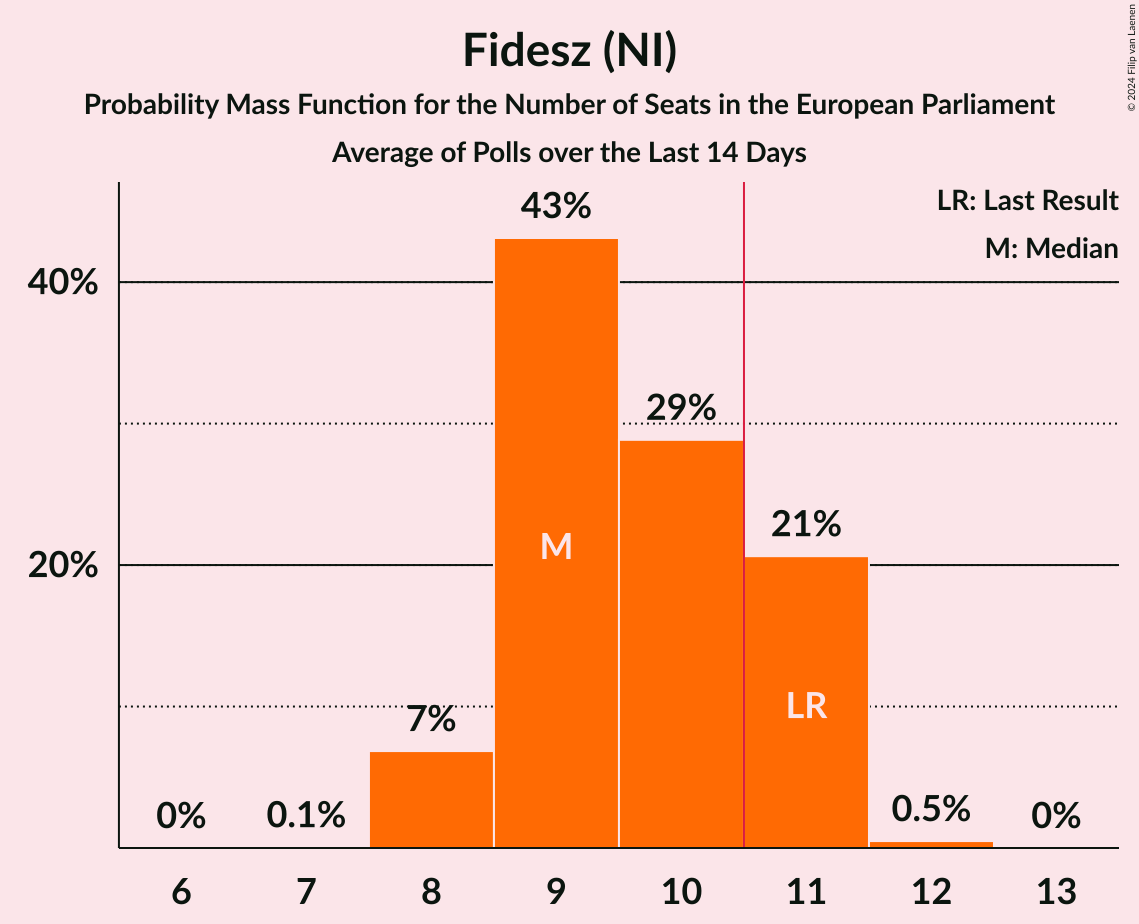 Fidesz (NI)
Probability Mass Function for the Number of Seats in the European Parliament
Average of Polls over the Last 14 Days
© 2024 Filip van Laenen
LR: Last Result
M: Median
43%
40%
29%
21%
M
20%
LR
7%
0%
0.1%
0.5%
0%
6 7 8 9 10 11 12 13